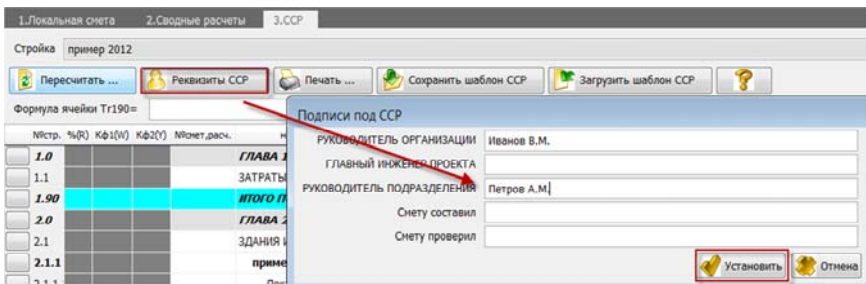 1.Локальная смета 2.Сводные расчеты 3.ССР
Стройка пример 2012
Пересчитать ... Реквизиты ССР Печать ... Сохранить шаблон ССР Загрузить шаблон ССР
Формула ячейки Tr190=
Подписи под ССР
№стр. %(R) Кф1(W) Кф2(Y) №смет,расч. н
РУКОВОДИТЕЛЬ ОРГАНИЗАЦИИ Иванов В.М.
1.0 ГЛАВА 1
ГЛАВНЫЙ ИНЖЕНЕР ПРОЕКТА
1.1 ЗАТРАТЫ
РУКОВОДИТЕЛЬ ПОДРАЗДЕЛЕНИЯ Петров А.М.
1.90 ИТОГО П
Смету составил
2.0 ГЛАВА 2
Смету проверил
2.1 ЗДАНИЯ И
2.1.1 приме
Установить Отмена